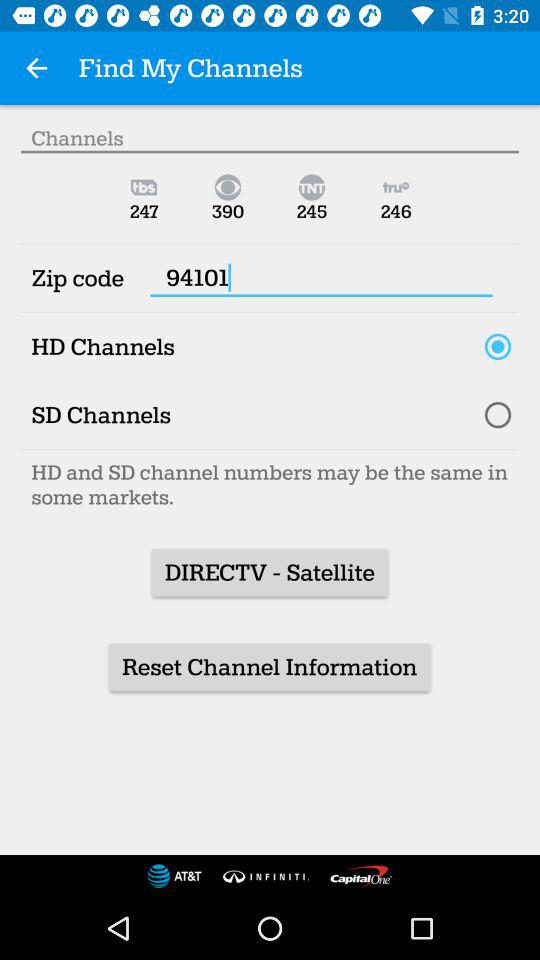 3:20
Find My Channels
Channels
tbs TNT tru
247 390 245 246
Zip code 94101
HD Channels
SD Channels
HD and SD channel numbers may be the same in
some markets.
DIRECTV - Satellite
Reset Channel Information
AT&T INFINITI. Capital One